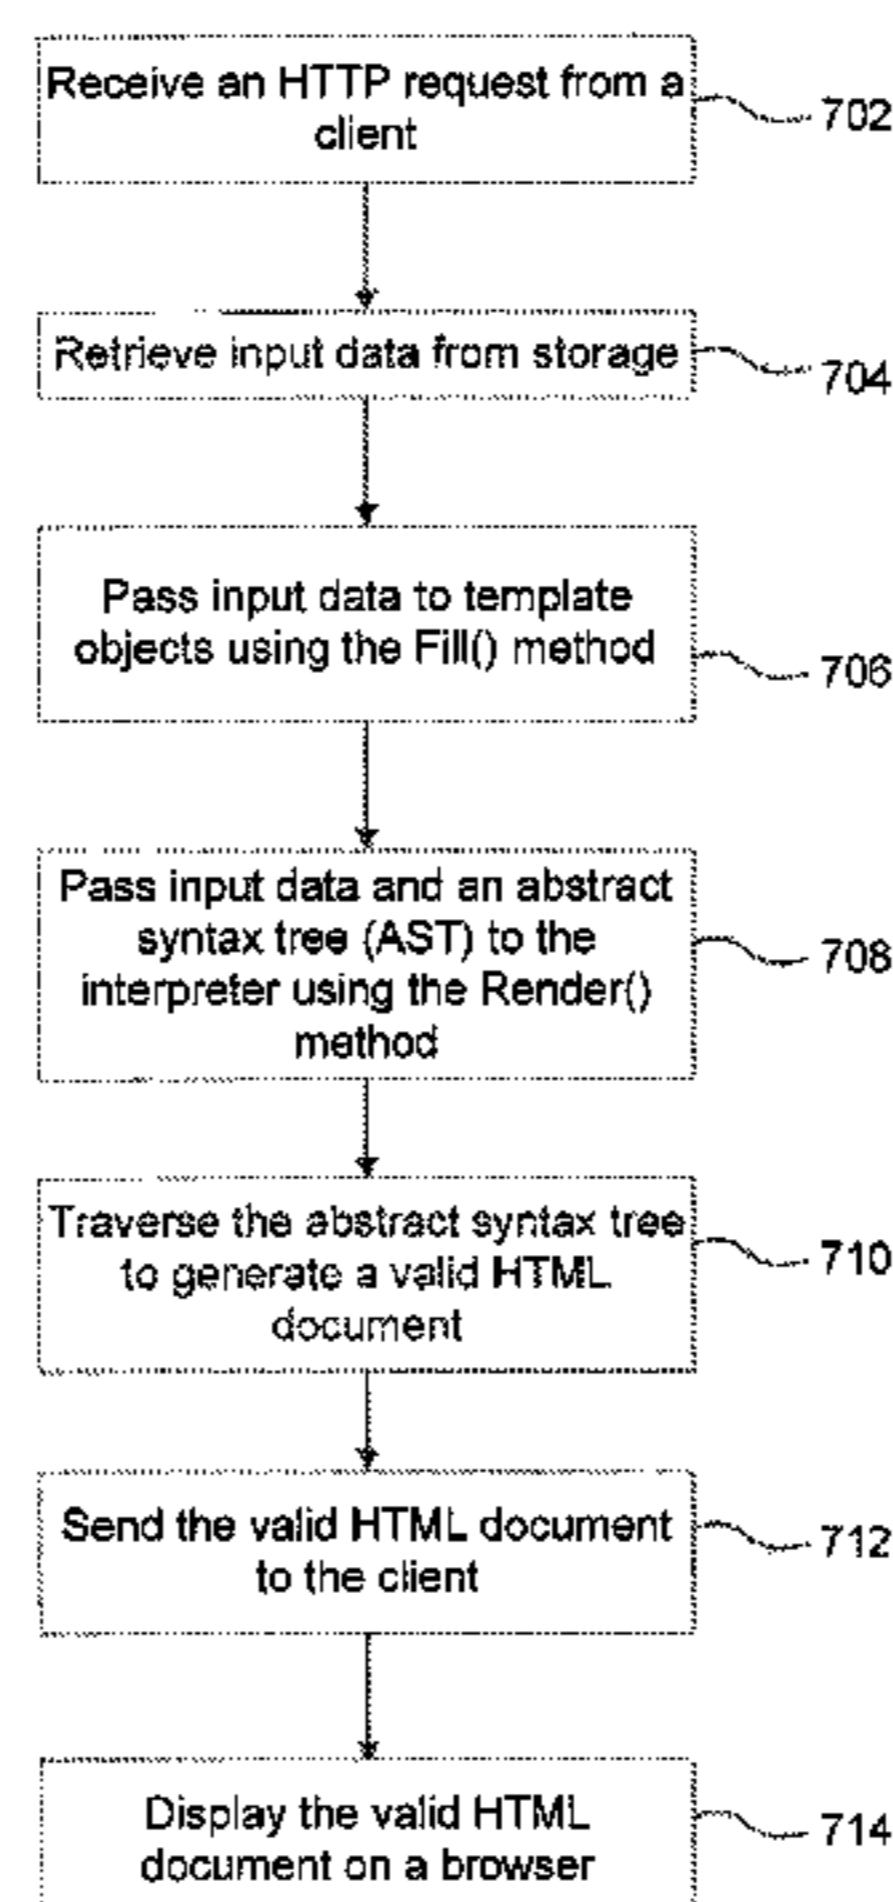 Receive an HTTP request from a
client
702
Retrieve input data from storage
704
Pass input data to template
objects using the Fill() method
706
Pass input data and an abstract
syntax tree (AST) to the
interpreter using the Render()
method
708
Traverse the abstract syntax tree
to generate a valid HTML
document
710
Send the valid HTML document
to the client
712
Display the valid HTML
document on a browser
714